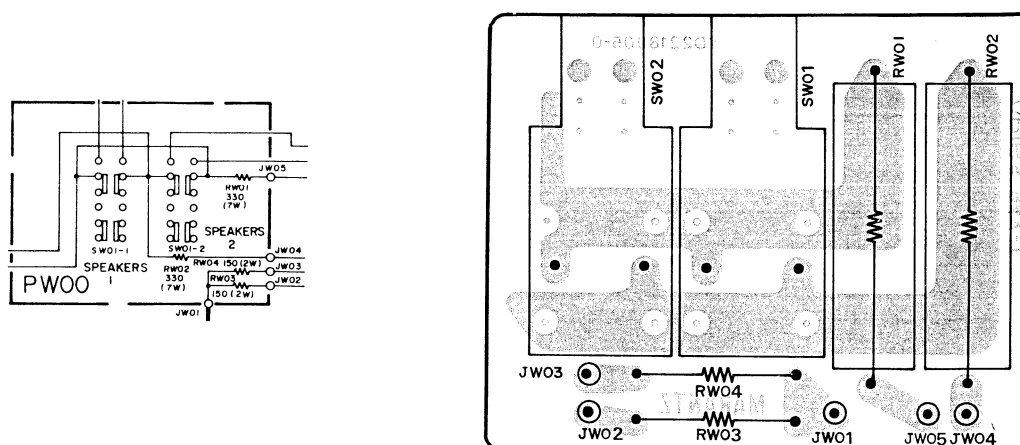 JW05
RW01
330
(7W)
SPEAKERS
2
SW01-1
SW01-2
SPEAKERS
1
JW04
RW04 150(2W)
JW03
RW02
330
(7W)
RW03
JW02
150(2W)
PW00
JW01
SW02
SW01
RW01
RW02
JW03
RW04
MARANTZ
JW02
RW03
JW01
JW05
JW04